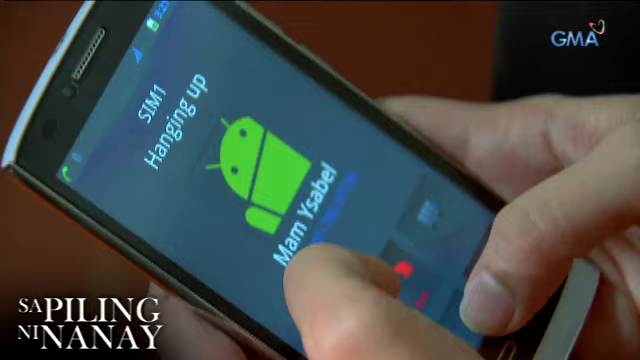 GMA
SIM1
Hanging up
Mam Ysabel
SA PILING
NI NANAY